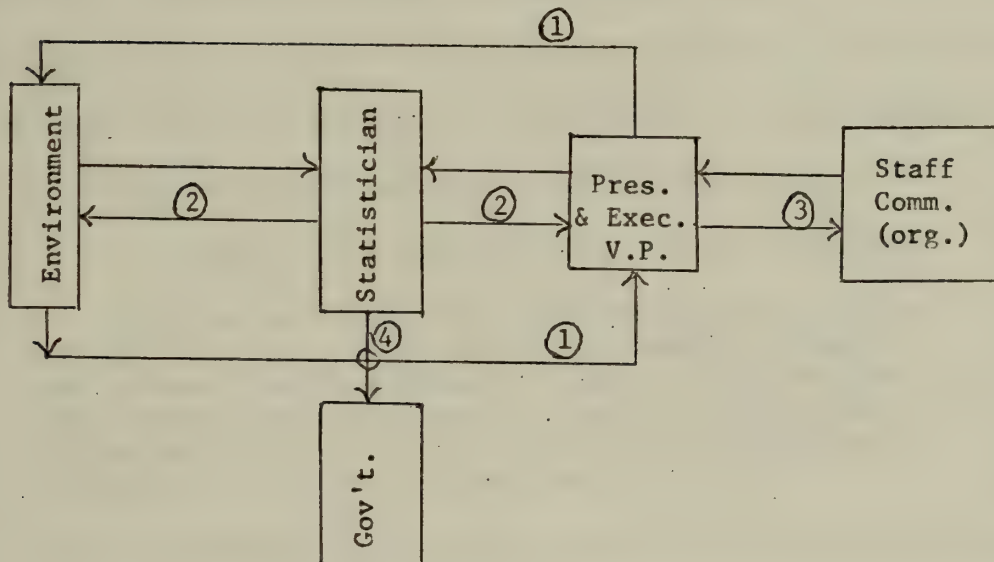 ①
Environment
②
Statistician
②
Pres.
& Exec.
V.P.
③
Staff
Comm.
(org.)
④
①
Gov't.